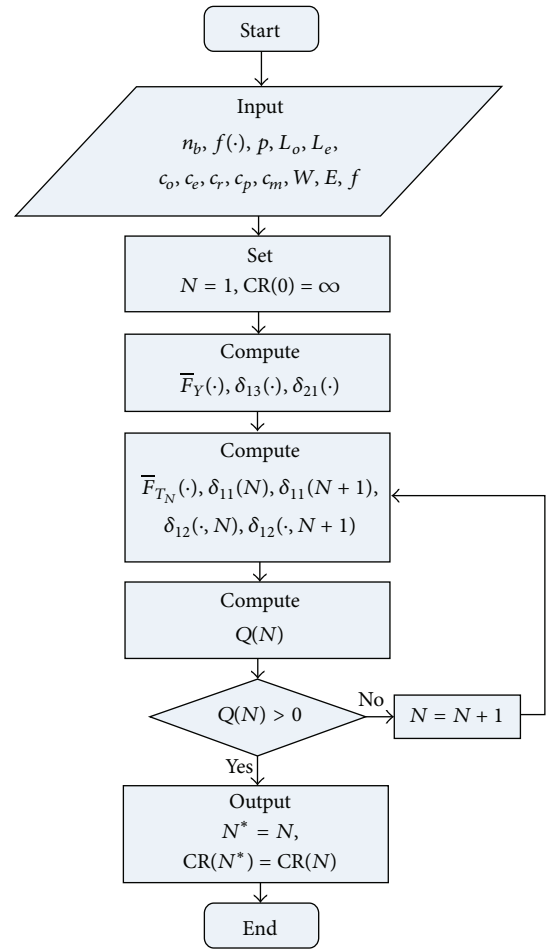 Start
Input
n_b, f(·), p, L_o, L_e,
c_o, c_e, c_r, c_p, c_m, W, E, f
Set
N = 1, CR(0) = ∞
Compute
F̅_Y(·), δ_13(·), δ_21(·)
Compute
F̅_{T_N}(·), δ_11(N), δ_11(N + 1),
δ_12(·, N), δ_12(·, N + 1)
Compute
Q(N)
Q(N) > 0
No
N = N + 1
Yes
Output
N* = N,
CR(N*) = CR(N)
End